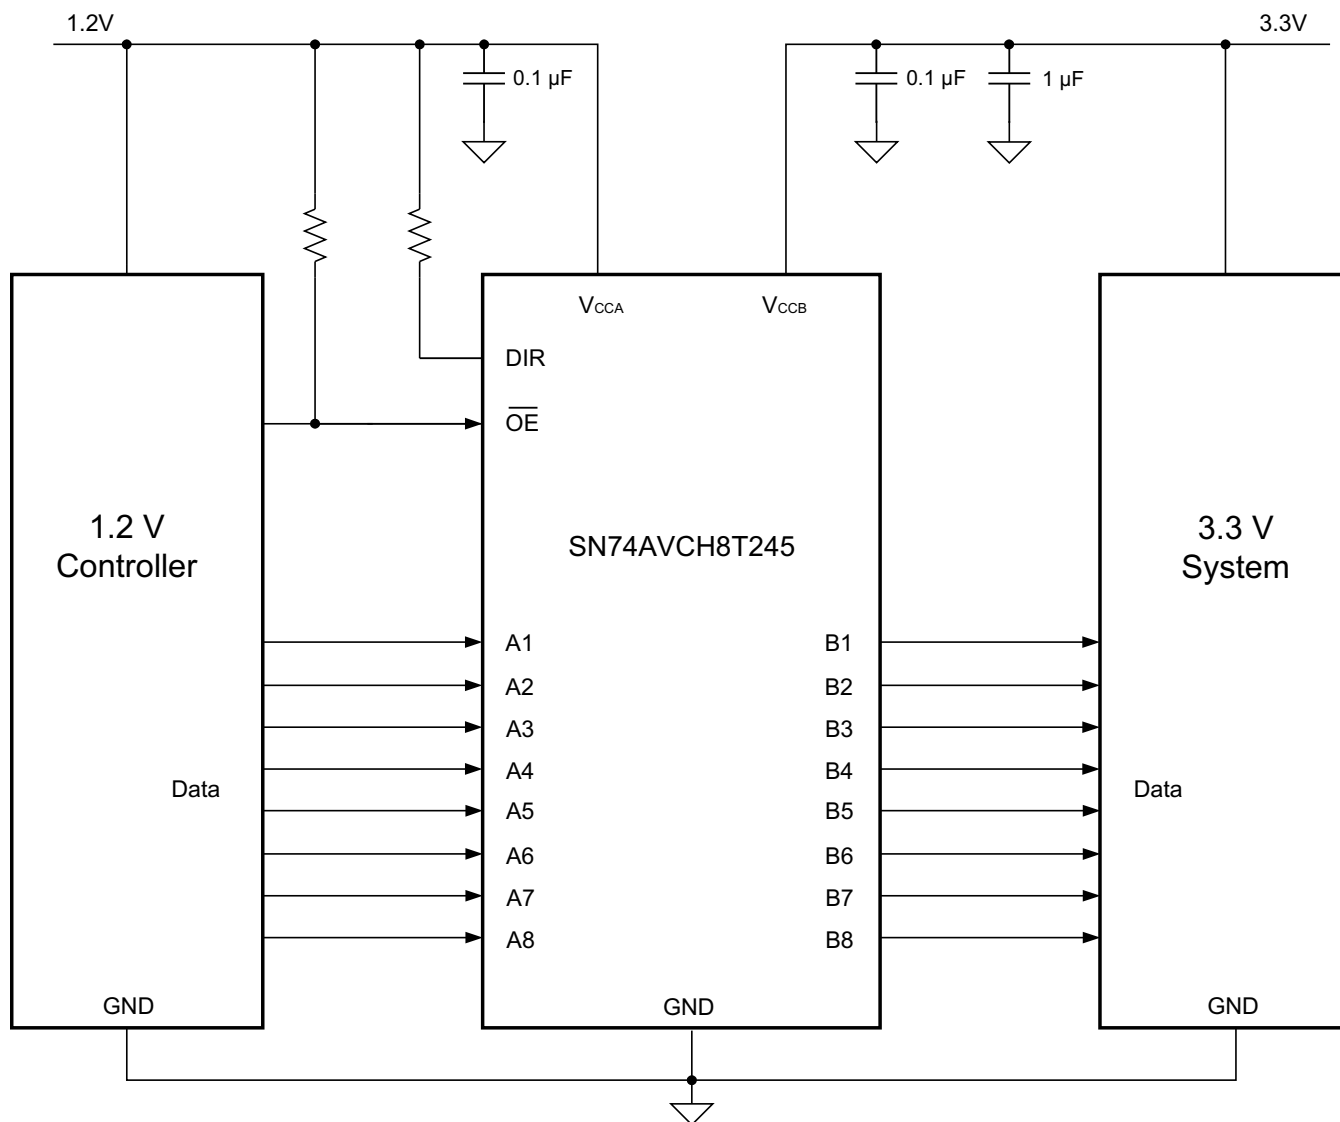 1.2V
3.3V
0.1 µF
0.1 µF
1 µF
VCCA
VCCB
DIR
OE
1.2 V
Controller
SN74AVCH8T245
3.3 V
System
A1
B1
A2
B2
A3
B3
A4
B4
Data
Data
A5
B5
A6
B6
A7
B7
A8
B8
GND
GND
GND